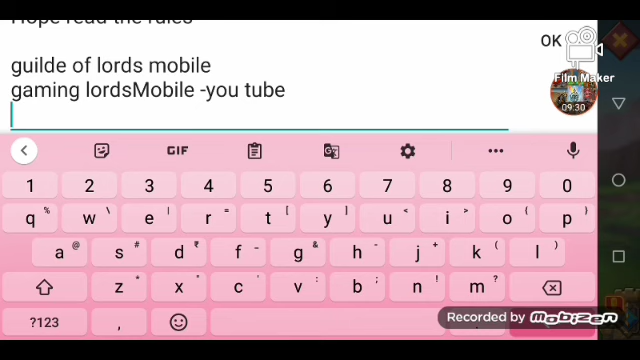 Hope read the rules
OK
guilde of lords mobile
gaming lordsMobile -you tube
Film Maker
09:30
GIF
1 2 3 4 5 6 7 8 9 0
q% w\ e| r= t[ y] u< i> o{ p}
a@ s# d₹ f_ g& h- j+ k( l)
z* x" c' v: b; n! m?
?123 , .
Recorded by Mobizen